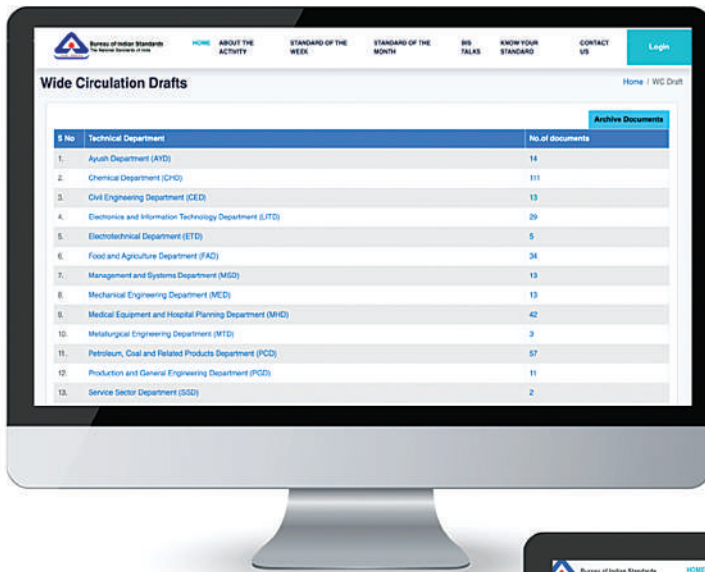 Bureau of Indian Standards
The National Standards of India
HOME ABOUT THE ACTIVITY STANDARD OF THE WEEK STANDARD OF THE MONTH BIS TALKS KNOW YOUR STANDARD CONTACT US Login
Wide Circulation Drafts
Home / WC Draft
Archive Documents
S No Technical Department No.of documents
1. Ayush Department (AYD) 14
2. Chemical Department (CHD) 111
3. Civil Engineering Department (CED) 13
4. Electronics and Information Technology Department (LITD) 29
5. Electrotechnical Department (ETD) 5
6. Food and Agriculture Department (FAD) 34
7. Management and Systems Department (MSD) 13
8. Mechanical Engineering Department (MED) 13
9. Medical Equipment and Hospital Planning Department (MHD) 42
10. Metallurgical Engineering Department (MTD) 3
11. Petroleum, Coal and Related Products Department (PCD) 57
12. Production and General Engineering Department (PGD) 11
13. Service Sector Department (SSD) 2
Bureau of Indian Standards HOME